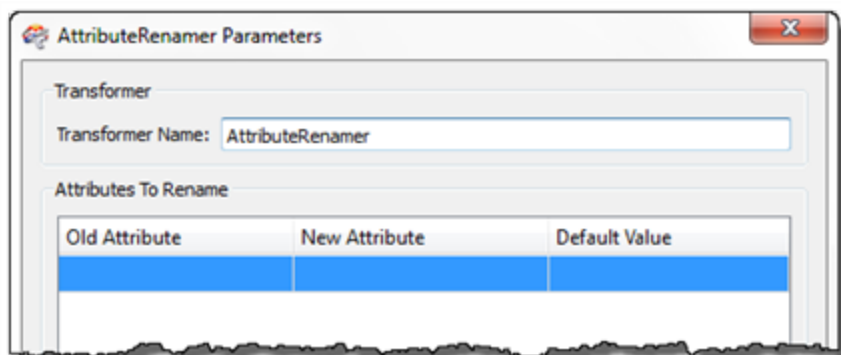 AttributeRenamer Parameters
Transformer
Transformer Name: AttributeRenamer
Attributes To Rename
Old Attribute New Attribute Default Value